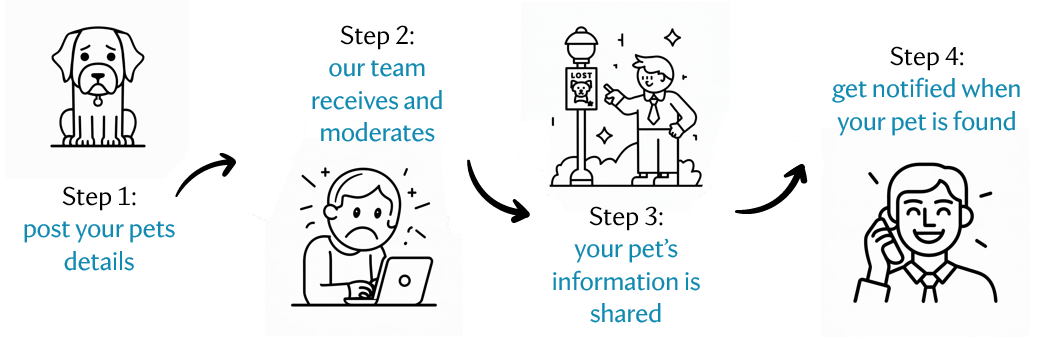 Step 1:
post your pets
details
Step 2:
our team
receives and
moderates
LOST
Step 3:
your pet's
information is
shared
Step 4:
get notified when
your pet is found